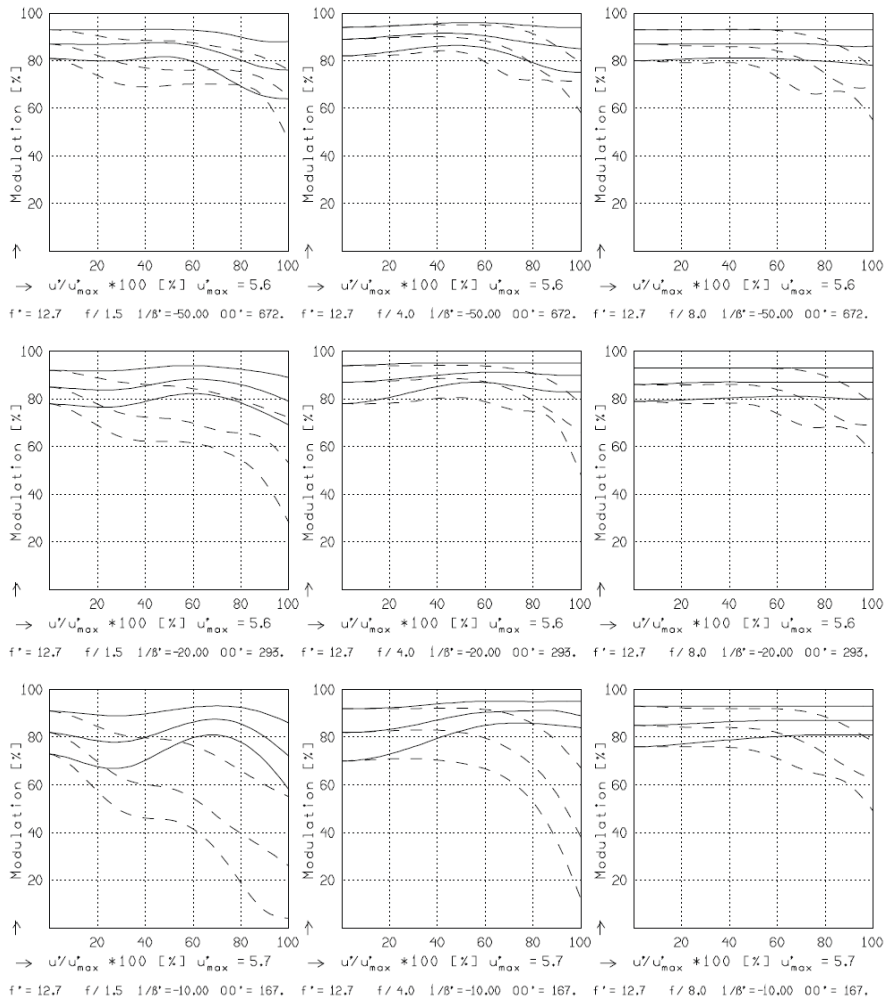 100 100 100
80 80 80
60 60 60
40 40 40
20 20 20
Modulation [%] Modulation [%] Modulation [%]
20 40 60 80 100 20 40 60 80 100 20 40 60 80 100
→ u'/u'max *100 [%] u'max = 5.6 → u'/u'max *100 [%] u'max = 5.6 → u'/u'max *100 [%] u'max = 5.6
f' = 12.7 f/ 1.5 1/ß'=-50.00 OO'= 672. f' = 12.7 f/ 4.0 1/ß'=-50.00 OO'= 672. f' = 12.7 f/ 8.0 1/ß'=-50.00 OO'= 672.
100 100 100
80 80 80
60 60 60
40 40 40
20 20 20
Modulation [%] Modulation [%] Modulation [%]
20 40 60 80 100 20 40 60 80 100 20 40 60 80 100
→ u'/u'max *100 [%] u'max = 5.6 → u'/u'max *100 [%] u'max = 5.6 → u'/u'max *100 [%] u'max = 5.6
f' = 12.7 f/ 1.5 1/ß'=-20.00 OO'= 293. f' = 12.7 f/ 4.0 1/ß'=-20.00 OO'= 293. f' = 12.7 f/ 8.0 1/ß'=-20.00 OO'= 293.
100 100 100
80 80 80
60 60 60
40 40 40
20 20 20
Modulation [%] Modulation [%] Modulation [%]
20 40 60 80 100 20 40 60 80 100 20 40 60 80 100
→ u'/u'max *100 [%] u'max = 5.7 → u'/u'max *100 [%] u'max = 5.7 → u'/u'max *100 [%] u'max = 5.7
f' = 12.7 f/ 1.5 1/ß'=-10.00 OO'= 167. f' = 12.7 f/ 4.0 1/ß'=-10.00 OO'= 167. f' = 12.7 f/ 8.0 1/ß'=-10.00 OO'= 167.